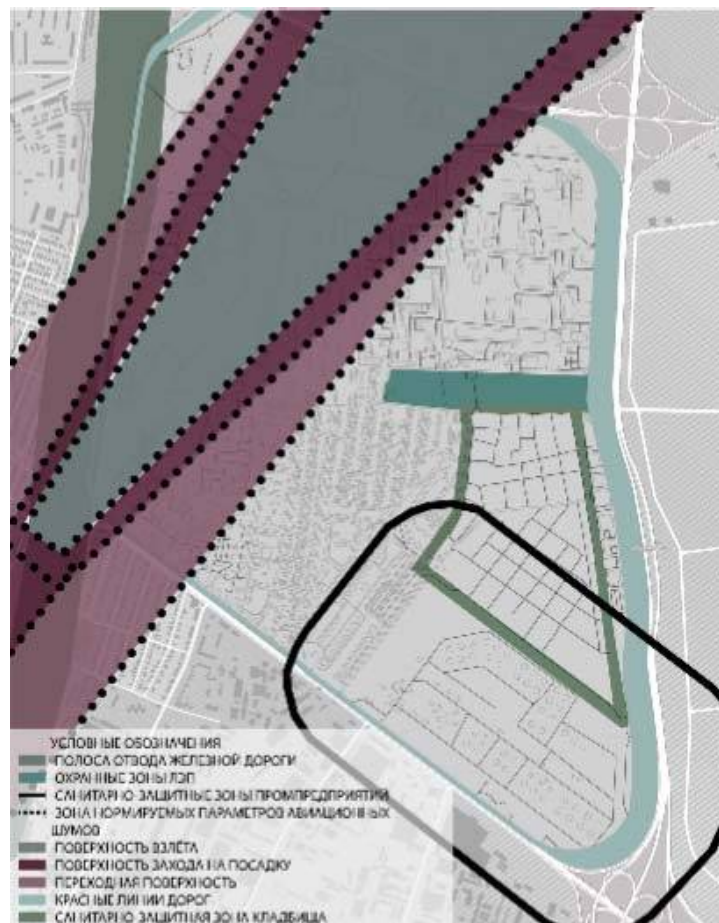 УСЛОВНЫЕ ОБОЗНАЧЕНИЯ
ПОЛОСА ОТВОДА ЖЕЛЕЗНОЙ ДОРОГИ
ОХРАННЫЕ ЗОНЫ ЛЭП
САНИТАРНО-ЗАЩИТНЫЕ ЗОНЫ ПРОМПРЕДПРИЯТИЙ
ЗОНА НОРМИРУЕМЫХ ПАРАМЕТРОВ АВИАЦИОННЫХ
ШУМОВ
ПОВЕРХНОСТЬ ВЗЛЁТА
ПОВЕРХНОСТЬ ЗАХОДА НА ПОСАДКУ
ПЕРЕХОДНАЯ ПОВЕРХНОСТЬ
КРАСНЫЕ ЛИНИИ ДОРОГ
САНИТАРНО-ЗАЩИТНАЯ ЗОНА КЛАДБИЩА